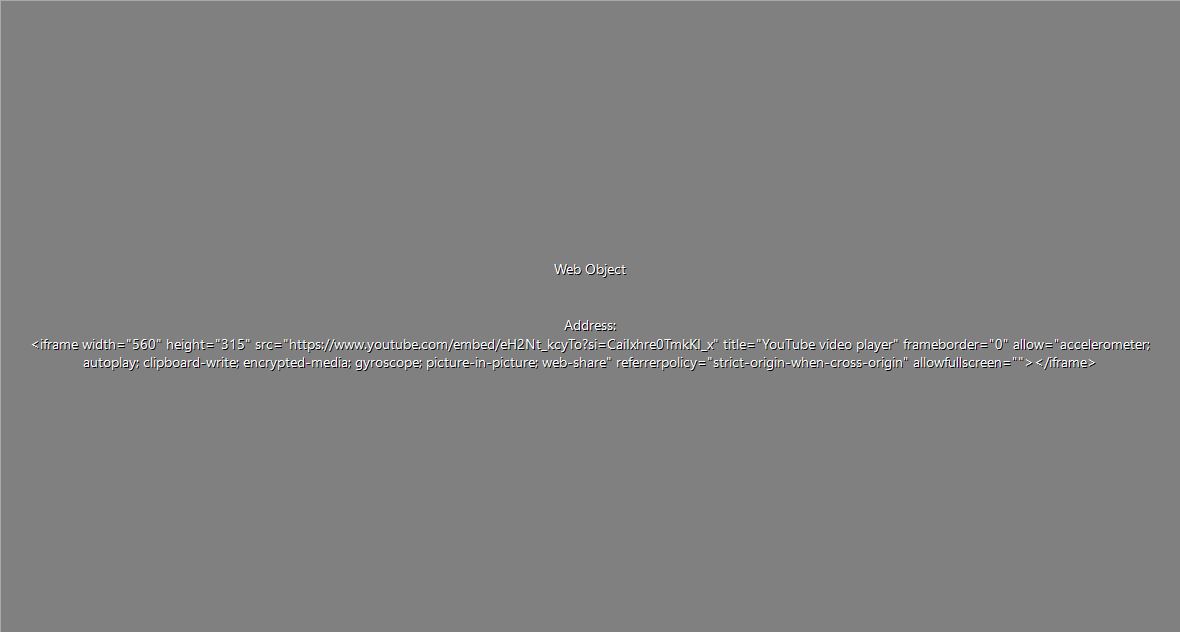 Web Object
Address:
<iframe width="560" height="315" src="https://www.youtube.com/embed/eH2Nt_kcyTo?si=CaiIxhre0TmkKI_x" title="YouTube video player" frameborder="0" allow="accelerometer;
autoplay; clipboard-write; encrypted-media; gyroscope; picture-in-picture; web-share" referrerpolicy="strict-origin-when-cross-origin" allowfullscreen=""></iframe>